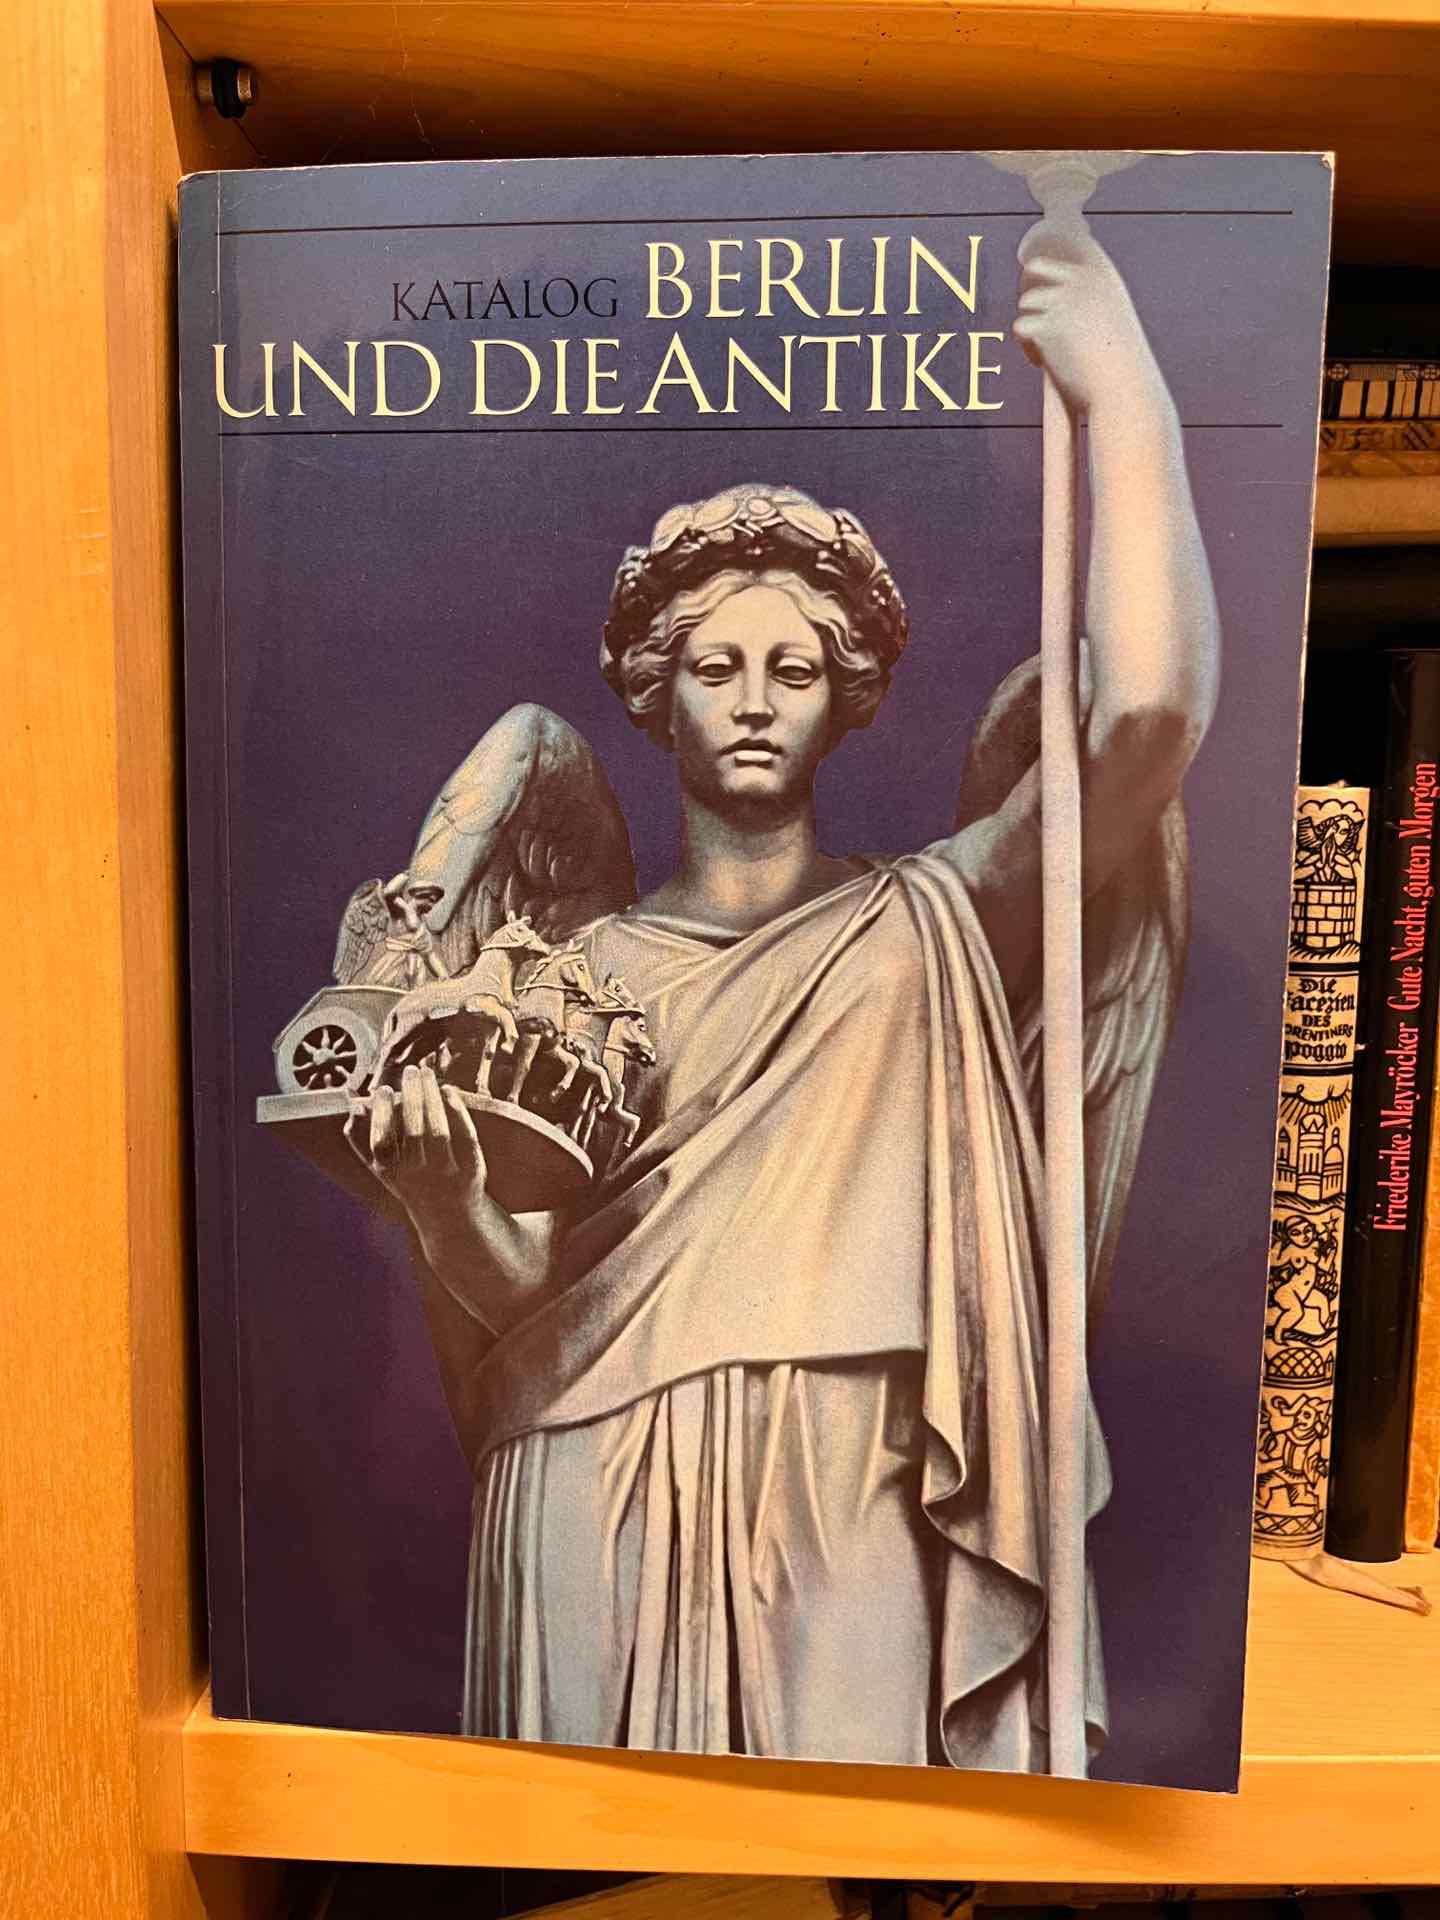 KATALOG BERLIN
UND DIE ANTIKE
Die
Facezien
DES
FLORENTINERS
Poggio
Friederike Mayröcker Gute Nacht, guten Morgen